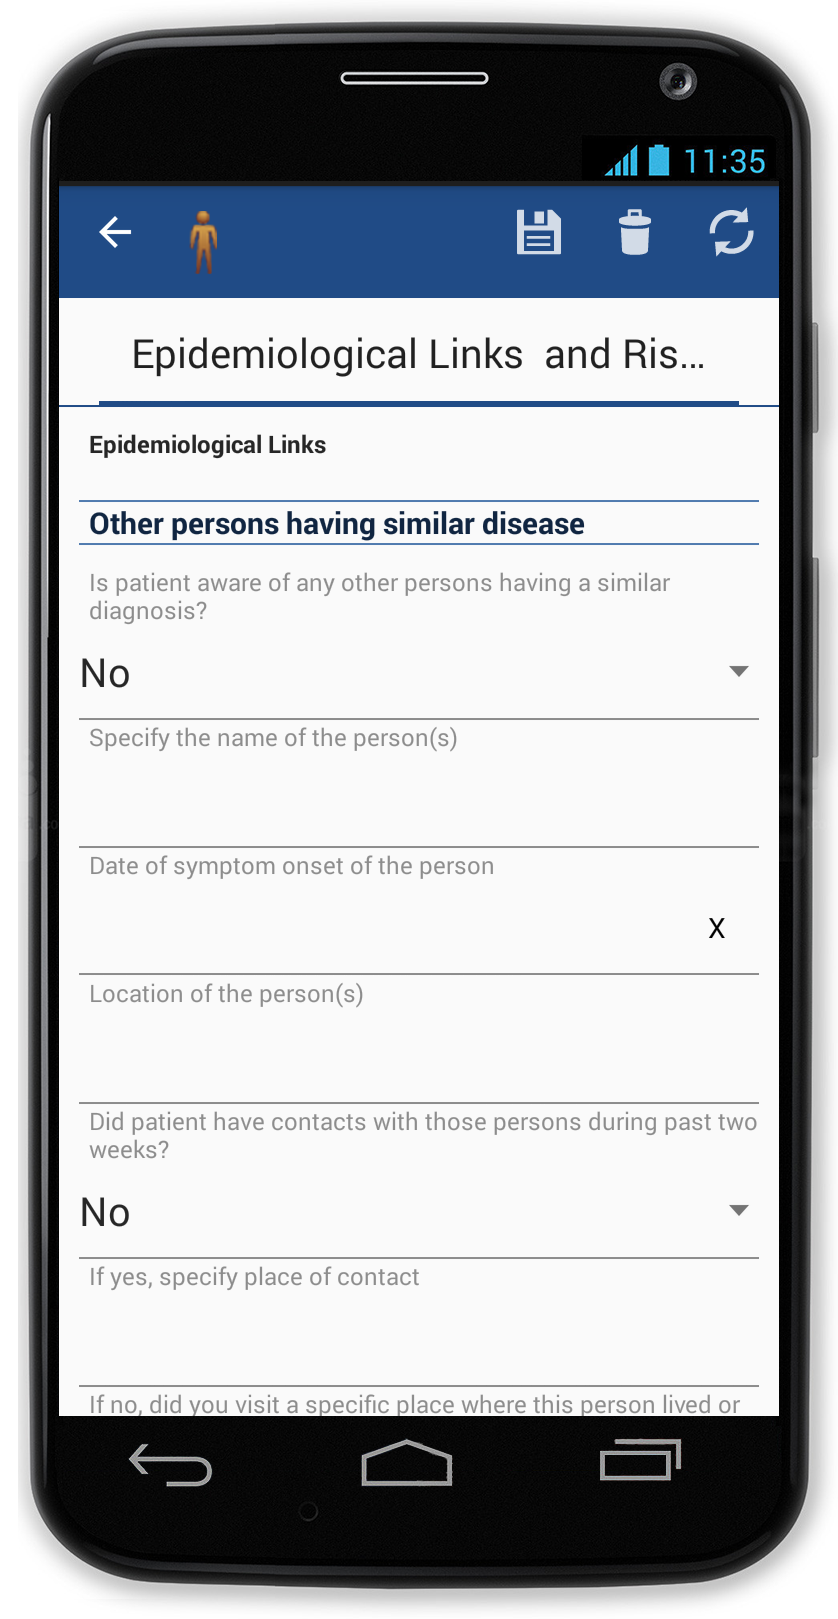 11:35
Epidemiological Links and Ris...
Epidemiological Links
Other persons having similar disease
Is patient aware of any other persons having a similar
diagnosis?
No
Specify the name of the person(s)
Date of symptom onset of the person
X
Location of the person(s)
Did patient have contacts with those persons during past two
weeks?
No
If yes, specify place of contact
If no, did you visit a specific place where this person lived or